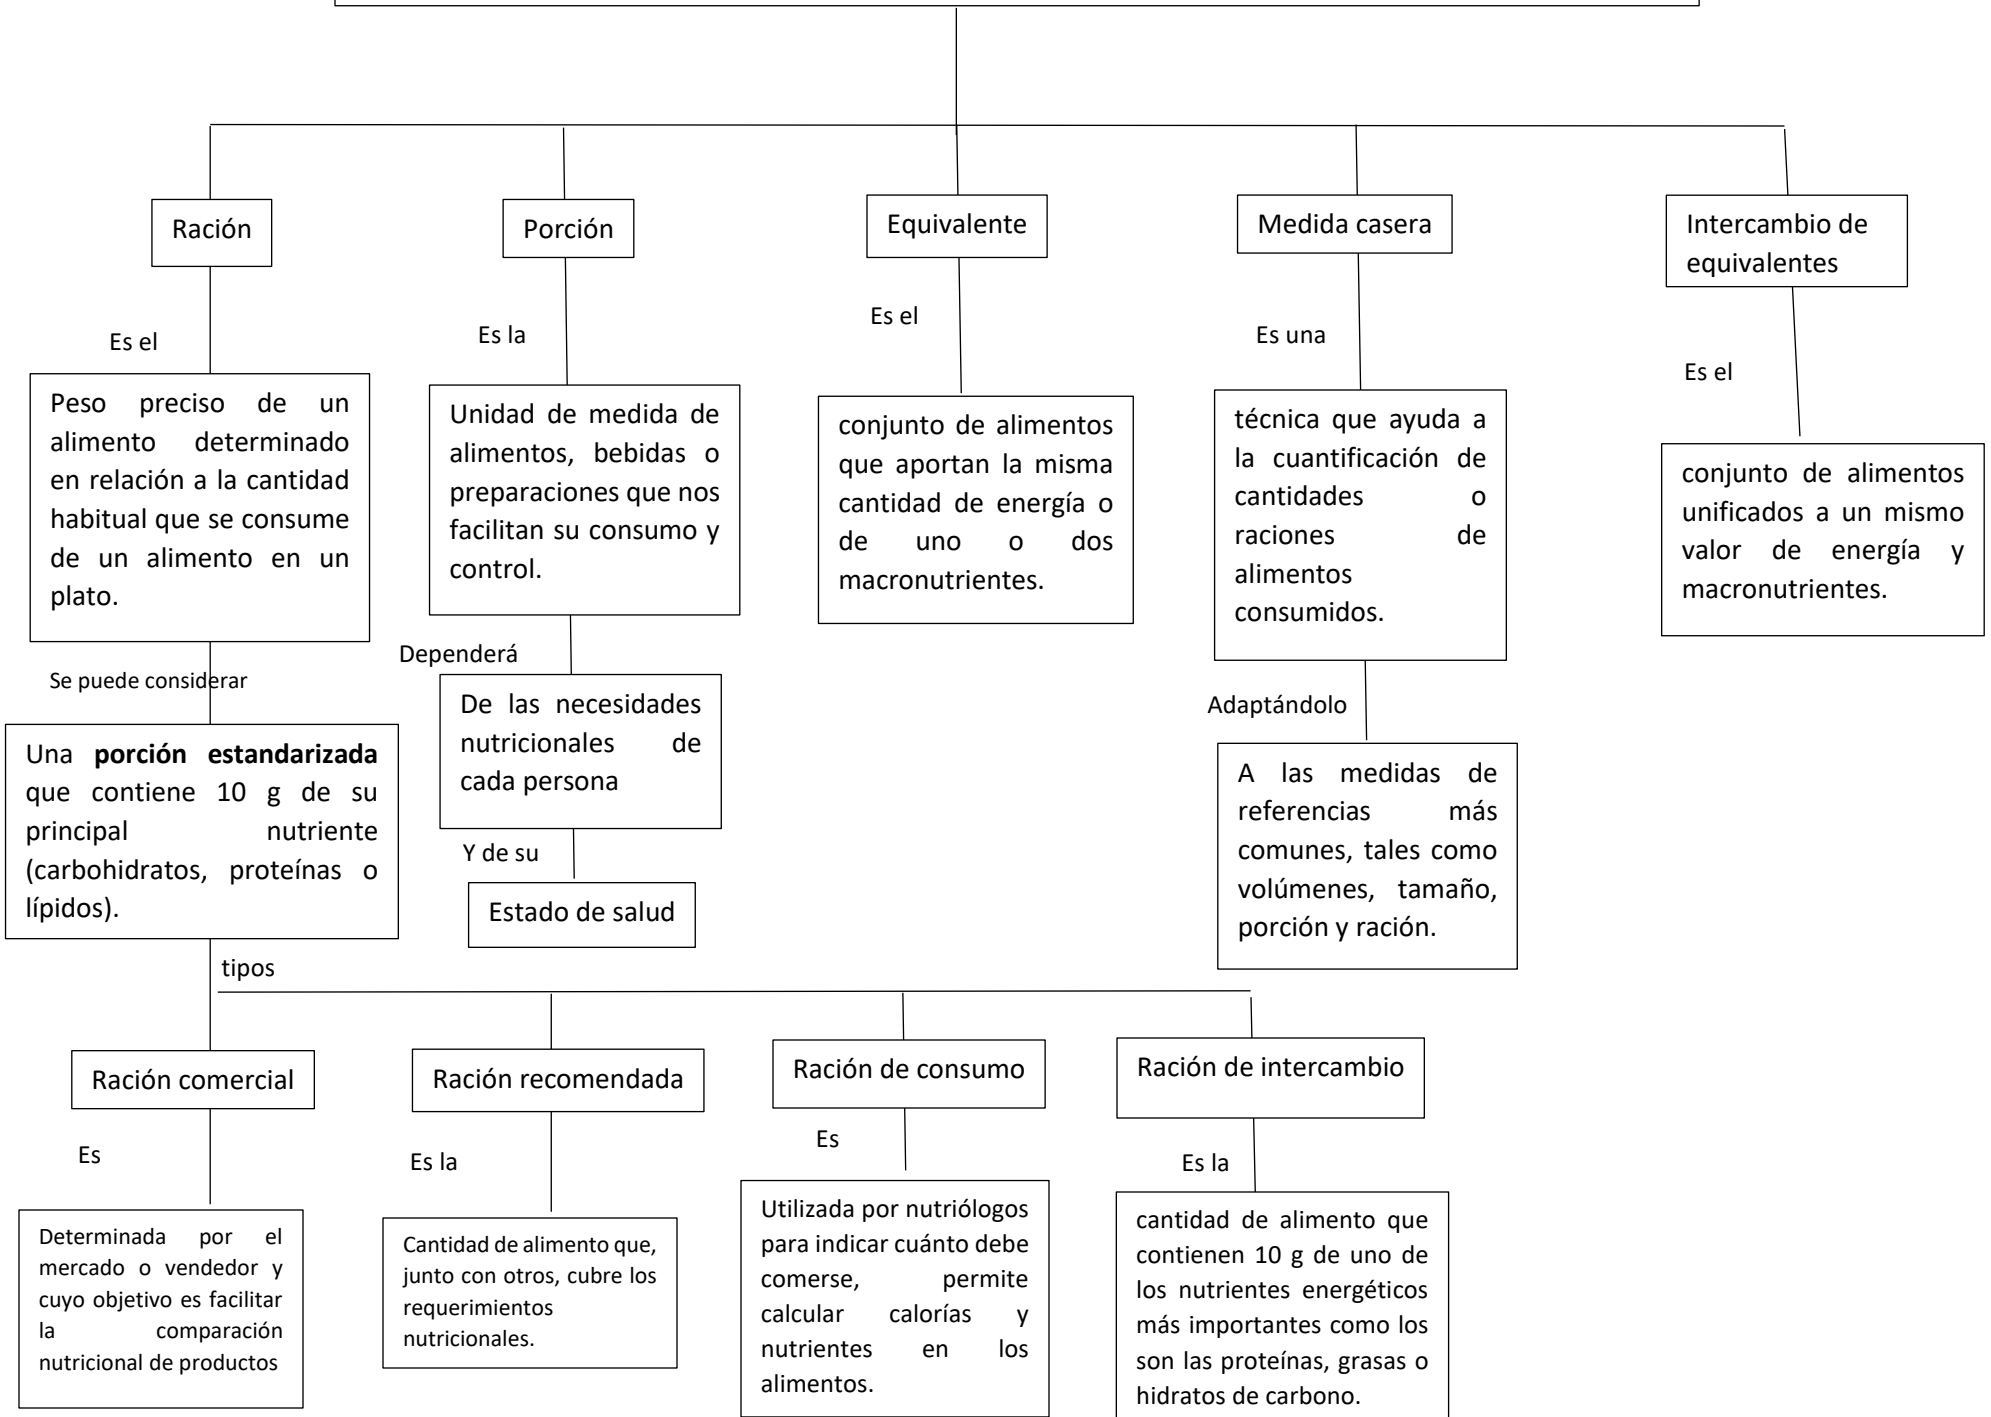 Ración
Porción
Equivalente
Medida casera
Intercambio de
equivalentes
Es el
Es la
Es el
Es una
Es el
Peso preciso de un
alimento determinado
en relación a la cantidad
habitual que se consume
de un alimento en un
plato.
Unidad de medida de
alimentos, bebidas o
preparaciones que nos
facilitan su consumo y
control.
conjunto de alimentos
que aportan la misma
cantidad de energía o
de uno o dos
macronutrientes.
técnica que ayuda a
la cuantificación de
cantidades o
raciones de
alimentos
consumidos.
conjunto de alimentos
unificados a un mismo
valor de energía y
macronutrientes.
Se puede considerar
Dependerá
Adaptándolo
Una porción estandarizada
que contiene 10 g de su
principal nutriente
(carbohidratos, proteínas o
lípidos).
De las necesidades
nutricionales de
cada persona
Y de su
Estado de salud
A las medidas de
referencias más
comunes, tales como
volúmenes, tamaño,
porción y ración.
tipos
Ración comercial
Ración recomendada
Ración de consumo
Ración de intercambio
Es
Es la
Es
Es la
Determinada por el
mercado o vendedor y
cuyo objetivo es facilitar
la comparación
nutricional de productos
Cantidad de alimento que,
junto con otros, cubre los
requerimientos
nutricionales.
Utilizada por nutriólogos
para indicar cuánto debe
comerse, permite
calcular calorías y
nutrientes en los
alimentos.
cantidad de alimento que
contienen 10 g de uno de
los nutrientes energéticos
más importantes como los
son las proteínas, grasas o
hidratos de carbono.